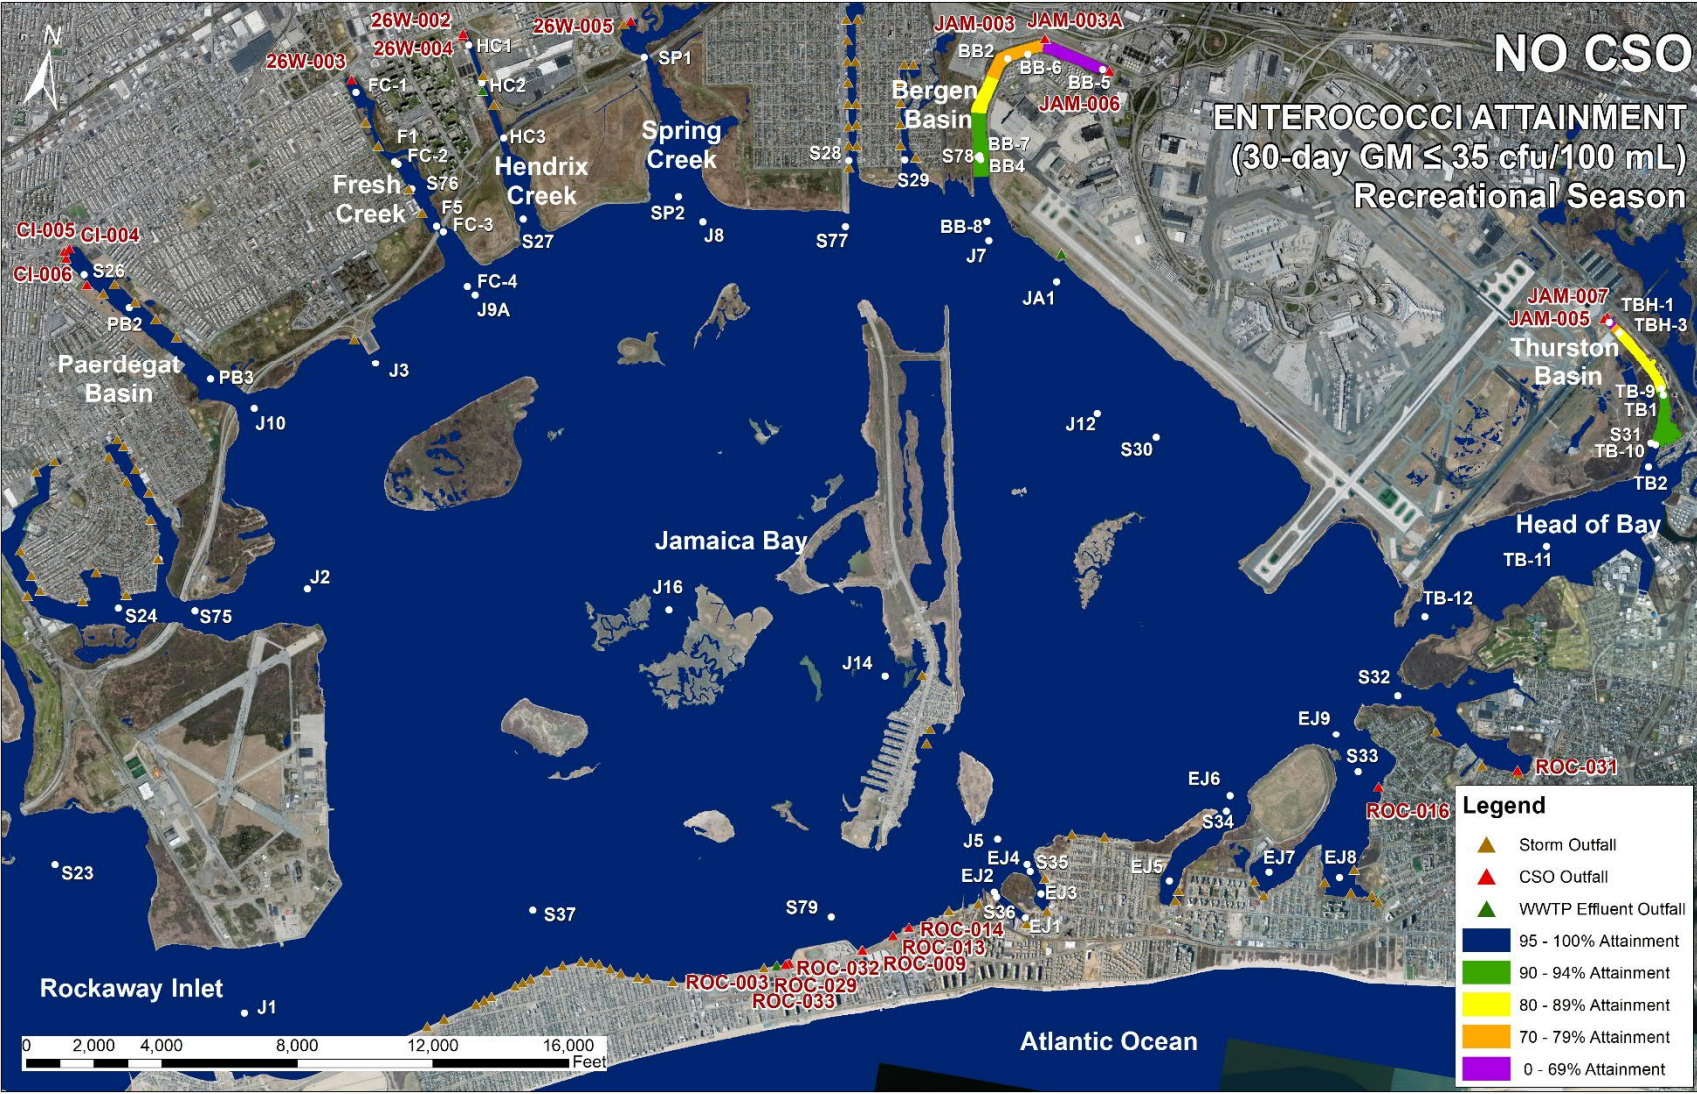 NO CSO
ENTEROCOCCI ATTAINMENT
(30-day GM ≤ 35 cfu/100 mL)
Recreational Season
N
26W-002
26W-004
HC1
26W-003
FC-1
HC2
26W-005
SP1
HC3
F1
FC-2
Fresh
Creek
S76
F5
FC-3
Hendrix
Creek
S27
Spring
Creek
SP2
J8
S28
S77
S29
JAM-003
JAM-003A
BB2
BB-6
BB-5
JAM-006
Bergen
Basin
BB-7
S78
BB4
BB-8
J7
JA1
CI-005
CI-004
CI-006
S26
PB2
Paerdegat
Basin
PB3
J10
J3
FC-4
J9A
JAM-007
JAM-005
TBH-1
TBH-3
Thurston
Basin
TB-9
TB1
S31
TB-10
TB2
Head of Bay
TB-11
TB-12
J12
S30
Jamaica Bay
J16
J14
J2
S24
S75
S32
EJ9
S33
ROC-031
ROC-016
EJ6
S34
J5
EJ4
S35
EJ2
EJ3
S36
EJ1
EJ5
EJ7
EJ8
S23
S37
S79
ROC-014
ROC-013
ROC-009
ROC-032
ROC-003
ROC-029
ROC-033
Rockaway Inlet
J1
Atlantic Ocean
0 2,000 4,000 8,000 12,000 16,000
Feet
Legend
Storm Outfall
CSO Outfall
WWTP Effluent Outfall
95 - 100% Attainment
90 - 94% Attainment
80 - 89% Attainment
70 - 79% Attainment
0 - 69% Attainment